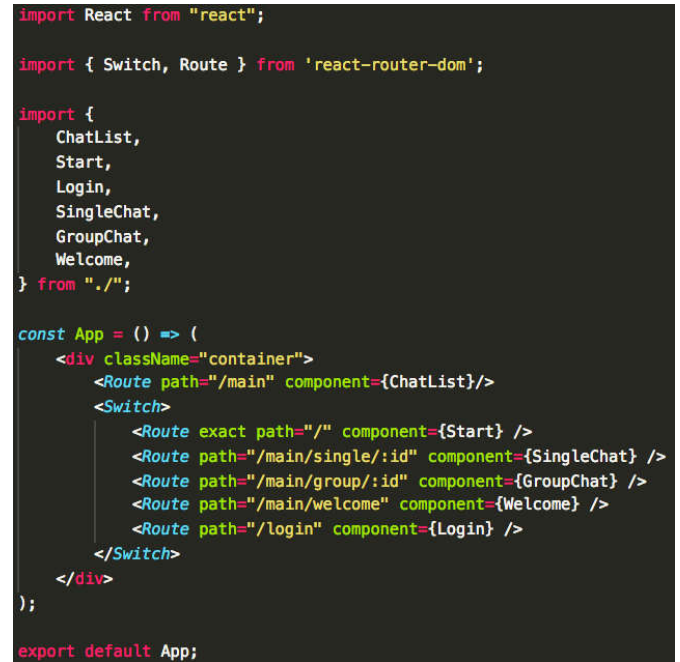 import React from "react";
import { Switch, Route } from 'react-router-dom';
import {
    ChatList,
    Start,
    Login,
    SingleChat,
    GroupChat,
    Welcome,
} from "./";
const App = () => (
    <div className="container">
        <Route path="/main" component={ChatList}/>
        <Switch>
            <Route exact path="/" component={Start} />
            <Route path="/main/single/:id" component={SingleChat} />
            <Route path="/main/group/:id" component={GroupChat} />
            <Route path="/main/welcome" component={Welcome} />
            <Route path="/login" component={Login} />
        </Switch>
    </div>
);
export default App;